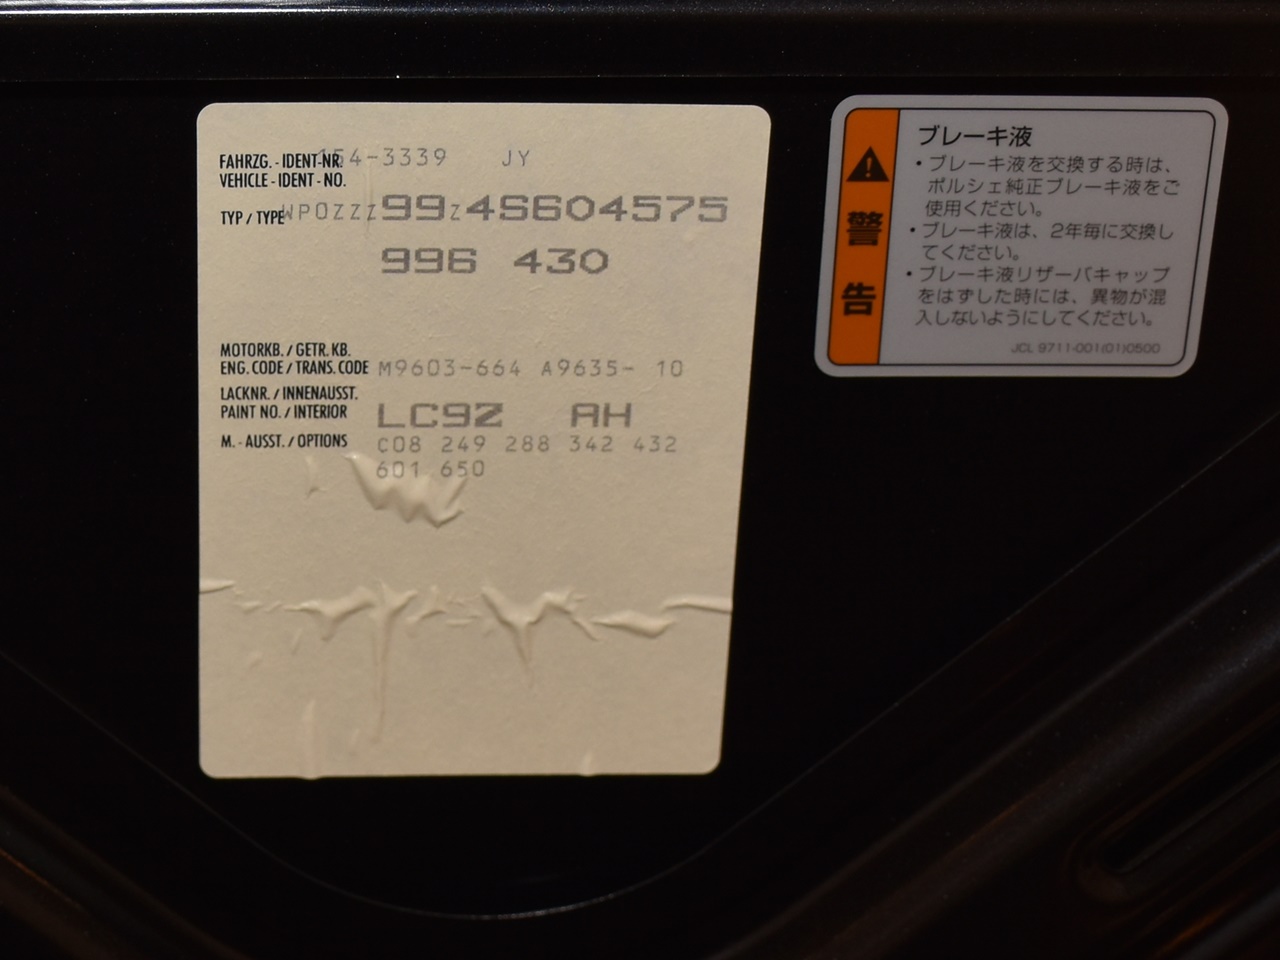 FAHRZG. - IDENT-NR. 154-3339 JY
VEHICLE - IDENT - NO.
TYP / TYPE WP0ZZZ99Z4S604575
996 430
MOTORKB. / GETR. KB.
ENG. CODE / TRANS. CODE M9603-664 A9635- 10
LACKNR. / INNENAUSST.
PAINT NO. / INTERIOR LC9Z AH
M. - AUSST. / OPTIONS C08 249 288 342 432
601 650
ブレーキ液
・ブレーキ液を交換する時は、
ポルシェ純正ブレーキ液をご
使用ください。
・ブレーキ液は、2年毎に交換し
てください。
・ブレーキ液リザーバキャップ
をはずした時には、異物が混
入しないようにしてください。
JCL 9711-001(01)0500
警
告